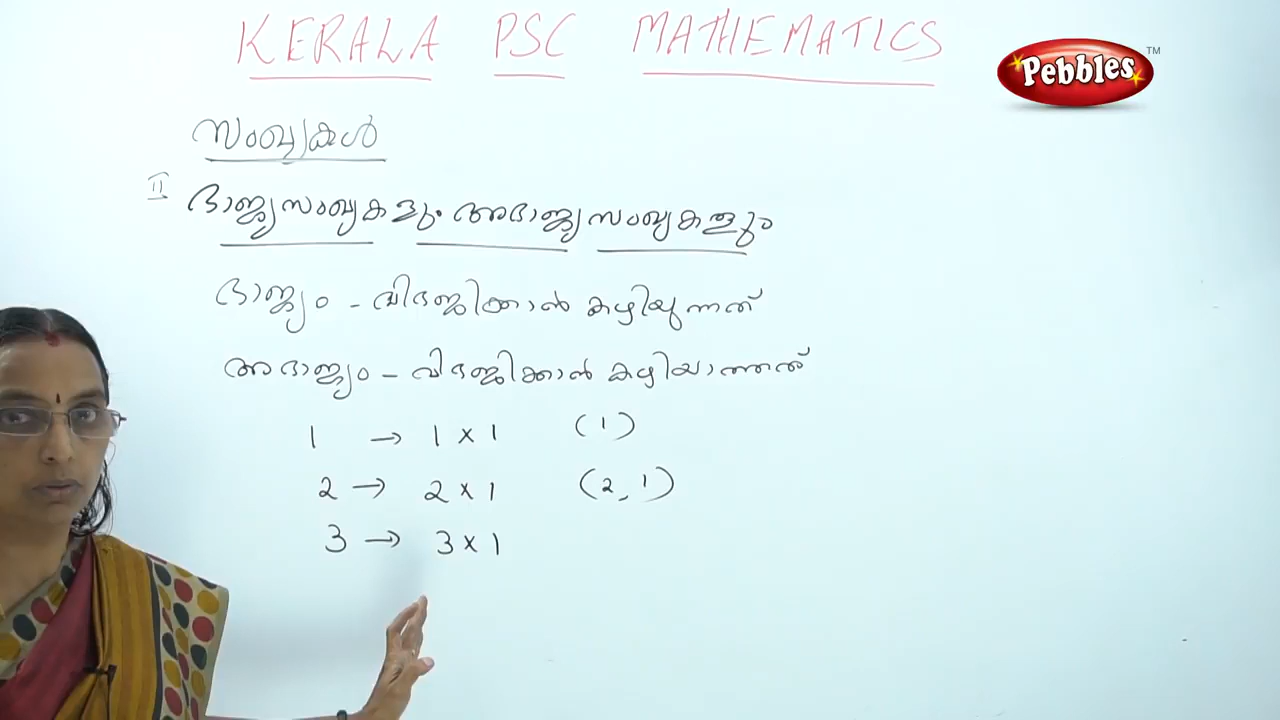 KERALA PSC MATHEMATICS
Pebbles TM
സംഖ്യകൾ
II ഭാജ്യസംഖ്യകളും അഭാജ്യസംഖ്യകളും
ഭാജ്യം - വിഭജിക്കാൻ കഴിയുന്നത്
അഭാജ്യം - വിഭജിക്കാൻ കഴിയാത്തത്
1 → 1 × 1 (1)
2 → 2 × 1 (2, 1)
3 → 3 × 1